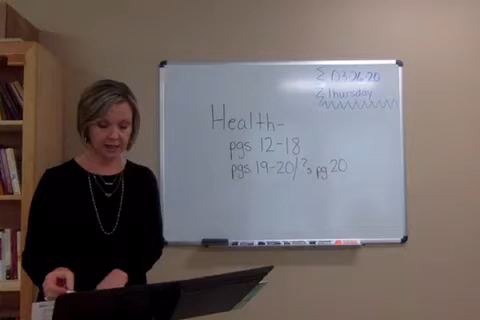 03-26-20
Thursday
Health-
pgs. 12-18
pgs. 19-20/?s pg. 20